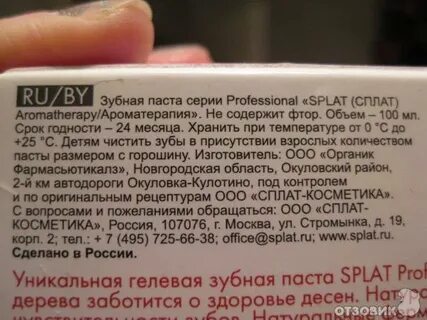 RU/BY Зубная паста серии Professional «SPLAT (СПЛАТ)
Aromatherapy/Ароматерапия». Не содержит фтор. Объем – 100 мл.
Срок годности – 24 месяца. Хранить при температуре от 0 °С до
+25 °С. Детям чистить зубы в присутствии взрослых количеством
пасты размером с горошину. Изготовитель: ООО «Органик
Фармасьютикалз», Новгородская область, Окуловский район,
2-й км автодороги Окуловка-Кулотино, под контролем
и по оригинальным рецептурам ООО «СПЛАТ-КОСМЕТИКА».
С вопросами и пожеланиями обращаться: ООО «СПЛАТ-
КОСМЕТИКА», Россия, 107076, г. Москва, ул. Стромынка, д. 19,
корп. 2; тел.: + 7 (495) 725-66-38; office@splat.ru; www.splat.ru.
Сделано в России.
Уникальная гелевая зубная паста SPLAT Prof
дерева заботится о здоровье десен. Натс
чувствительности зубов. Натуральн
отзовик